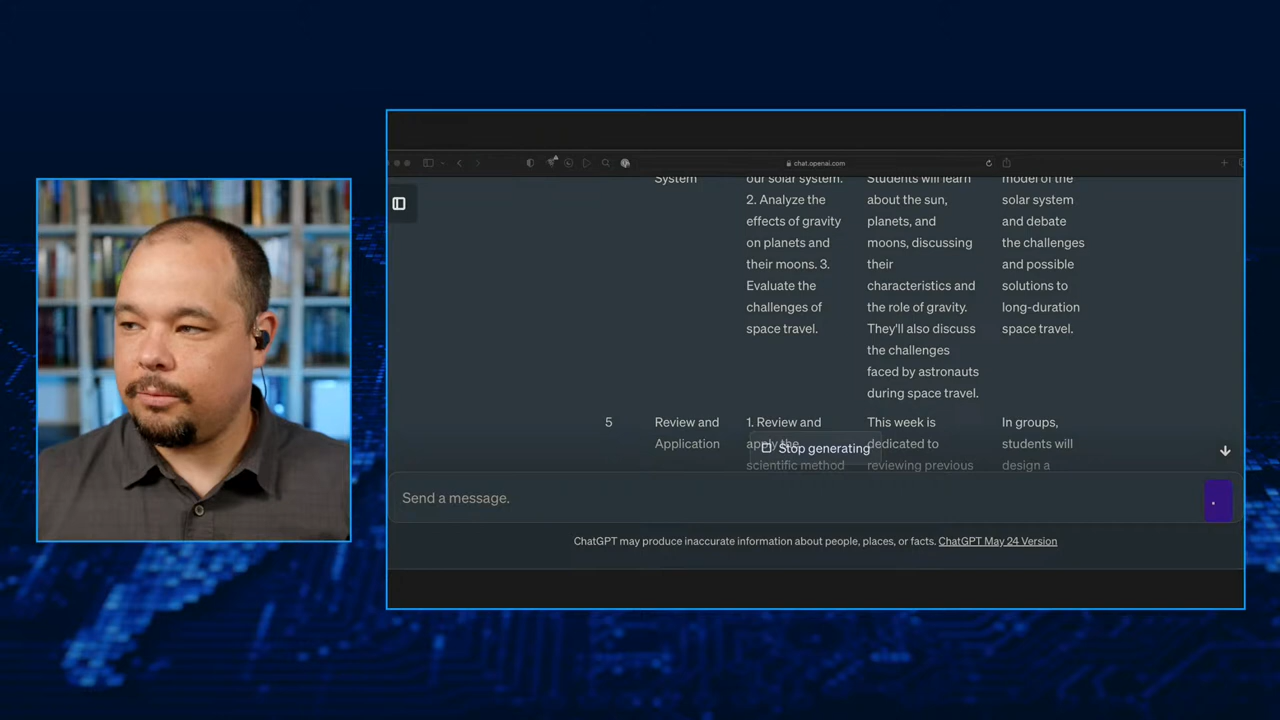 chat.openai.com
System
our solar system.
2. Analyze the
effects of gravity
on planets and
their moons. 3.
Evaluate the
challenges of
space travel.
Students will learn
about the sun,
planets, and
moons, discussing
their
characteristics and
the role of gravity.
They'll also discuss
the challenges
faced by astronauts
during space travel.
model of the
solar system
and debate
the challenges
and possible
solutions to
long-duration
space travel.
5
Review and
Application
1. Review and
apply the
scientific method
This week is
dedicated to
reviewing previous
In groups,
students will
design a
Stop generating
Send a message.
ChatGPT may produce inaccurate information about people, places, or facts. ChatGPT May 24 Version